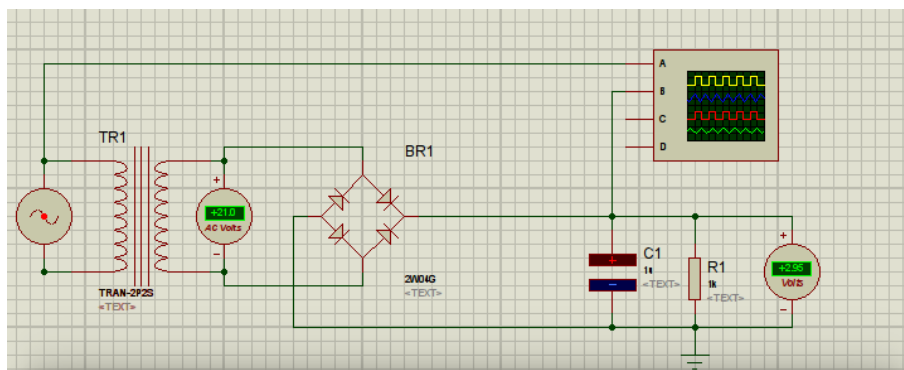 A
B
C
D
TR1
BR1
+
+21.0
AC Volts
-
TRAN-2P2S
<TEXT>
2W04G
<TEXT>
C1
1u
<TEXT>
R1
1k
<TEXT>
+
+2.95
Volts
-